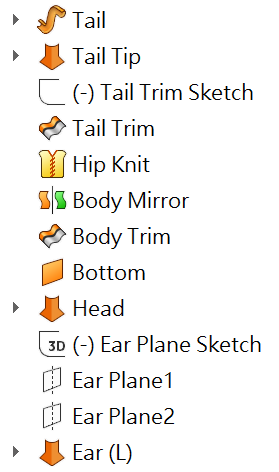 Tail
Tail Tip
(-) Tail Trim Sketch
Tail Trim
Hip Knit
Body Mirror
Body Trim
Bottom
Head
3D (-) Ear Plane Sketch
Ear Plane1
Ear Plane2
Ear (L)